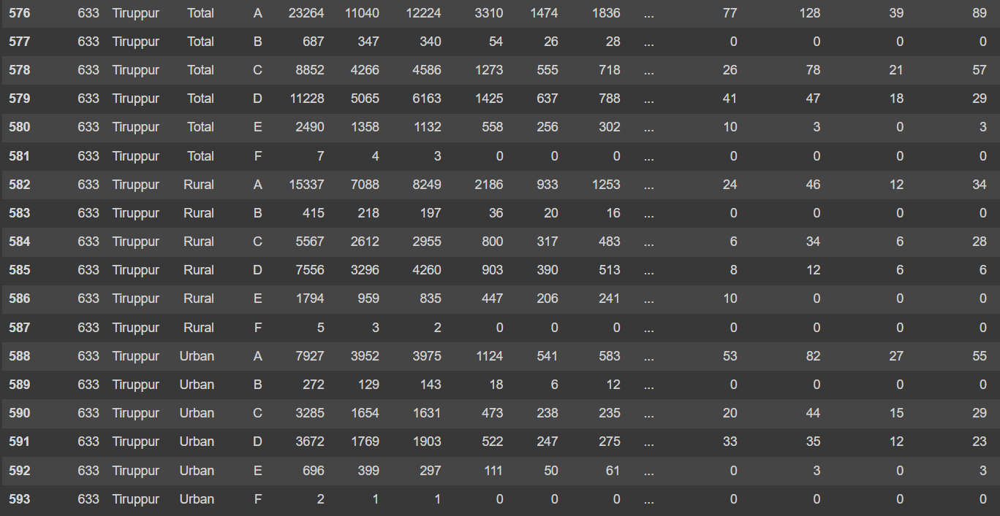 576 633 Tiruppur Total A 23264 11040 12224 3310 1474 1836 ... 77 128 39 89
577 633 Tiruppur Total B 687 347 340 54 26 28 ... 0 0 0 0
578 633 Tiruppur Total C 8852 4266 4586 1273 555 718 ... 26 78 21 57
579 633 Tiruppur Total D 11228 5065 6163 1425 637 788 ... 41 47 18 29
580 633 Tiruppur Total E 2490 1358 1132 558 256 302 ... 10 3 0 3
581 633 Tiruppur Total F 7 4 3 0 0 0 ... 0 0 0 0
582 633 Tiruppur Rural A 15337 7088 8249 2186 933 1253 ... 24 46 12 34
583 633 Tiruppur Rural B 415 218 197 36 20 16 ... 0 0 0 0
584 633 Tiruppur Rural C 5567 2612 2955 800 317 483 ... 6 34 6 28
585 633 Tiruppur Rural D 7556 3296 4260 903 390 513 ... 8 12 6 6
586 633 Tiruppur Rural E 1794 959 835 447 206 241 ... 10 0 0 0
587 633 Tiruppur Rural F 5 3 2 0 0 0 ... 0 0 0 0
588 633 Tiruppur Urban A 7927 3952 3975 1124 541 583 ... 53 82 27 55
589 633 Tiruppur Urban B 272 129 143 18 6 12 ... 0 0 0 0
590 633 Tiruppur Urban C 3285 1654 1631 473 238 235 ... 20 44 15 29
591 633 Tiruppur Urban D 3672 1769 1903 522 247 275 ... 33 35 12 23
592 633 Tiruppur Urban E 696 399 297 111 50 61 ... 0 3 0 3
593 633 Tiruppur Urban F 2 1 1 0 0 0 ... 0 0 0 0